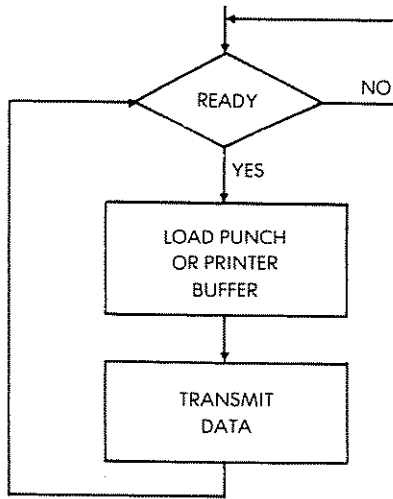 READY
NO
YES
LOAD PUNCH
OR PRINTER
BUFFER
TRANSMIT
DATA